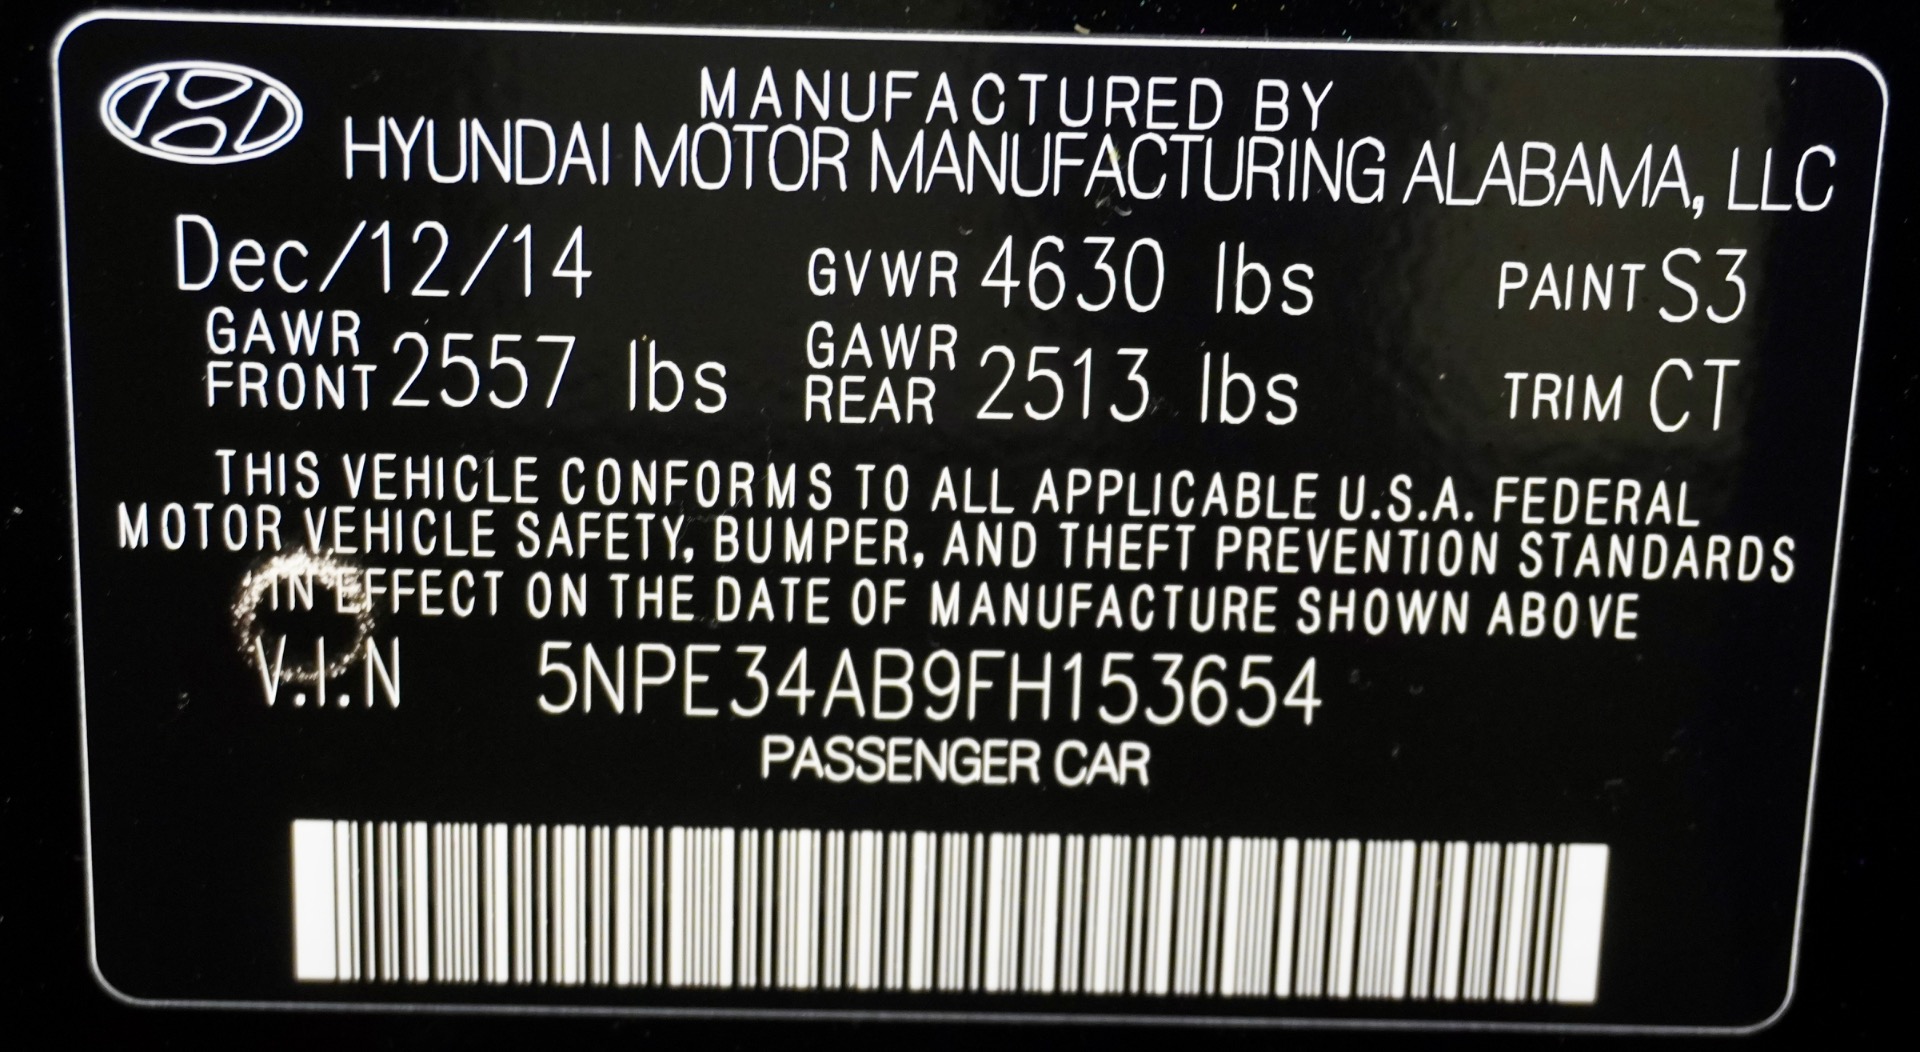 MANUFACTURED BY
HYUNDAI MOTOR MANUFACTURING ALABAMA, LLC
Dec/12/14 GVWR 4630 lbs PAINT S3
GAWR FRONT 2557 lbs GAWR REAR 2513 lbs TRIM CT
THIS VEHICLE CONFORMS TO ALL APPLICABLE U.S.A. FEDERAL
MOTOR VEHICLE SAFETY, BUMPER, AND THEFT PREVENTION STANDARDS
IN EFFECT ON THE DATE OF MANUFACTURE SHOWN ABOVE
V.I.N 5NPE34AB9FH153654
PASSENGER CAR